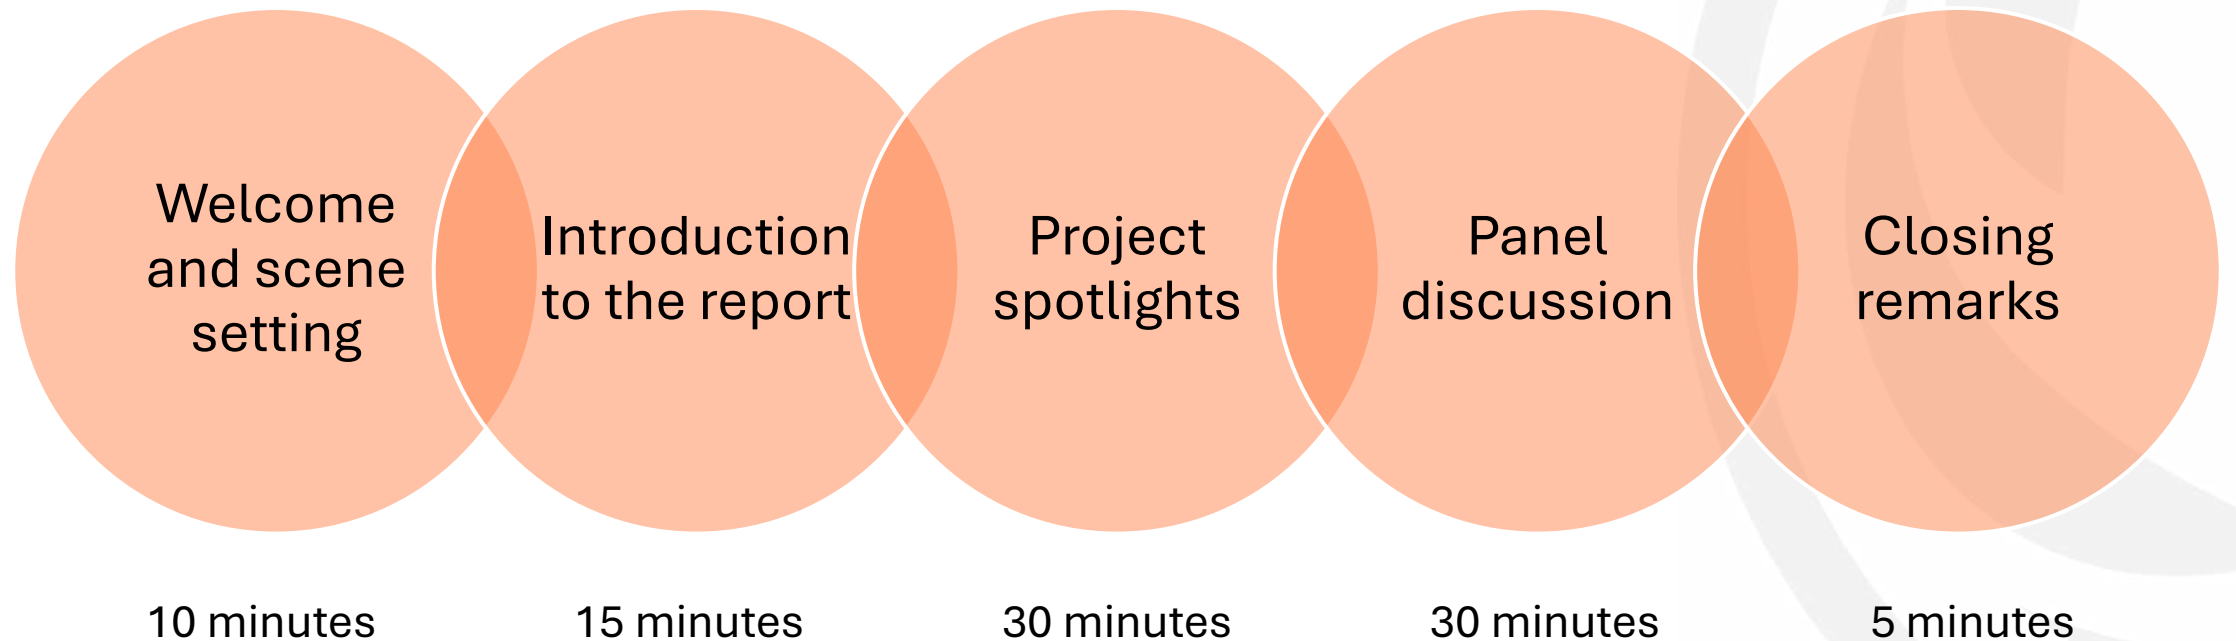 Welcome
and scene
setting
Introduction
to the report
Project
spotlights
Panel
discussion
Closing
remarks
10 minutes
15 minutes
30 minutes
30 minutes
5 minutes